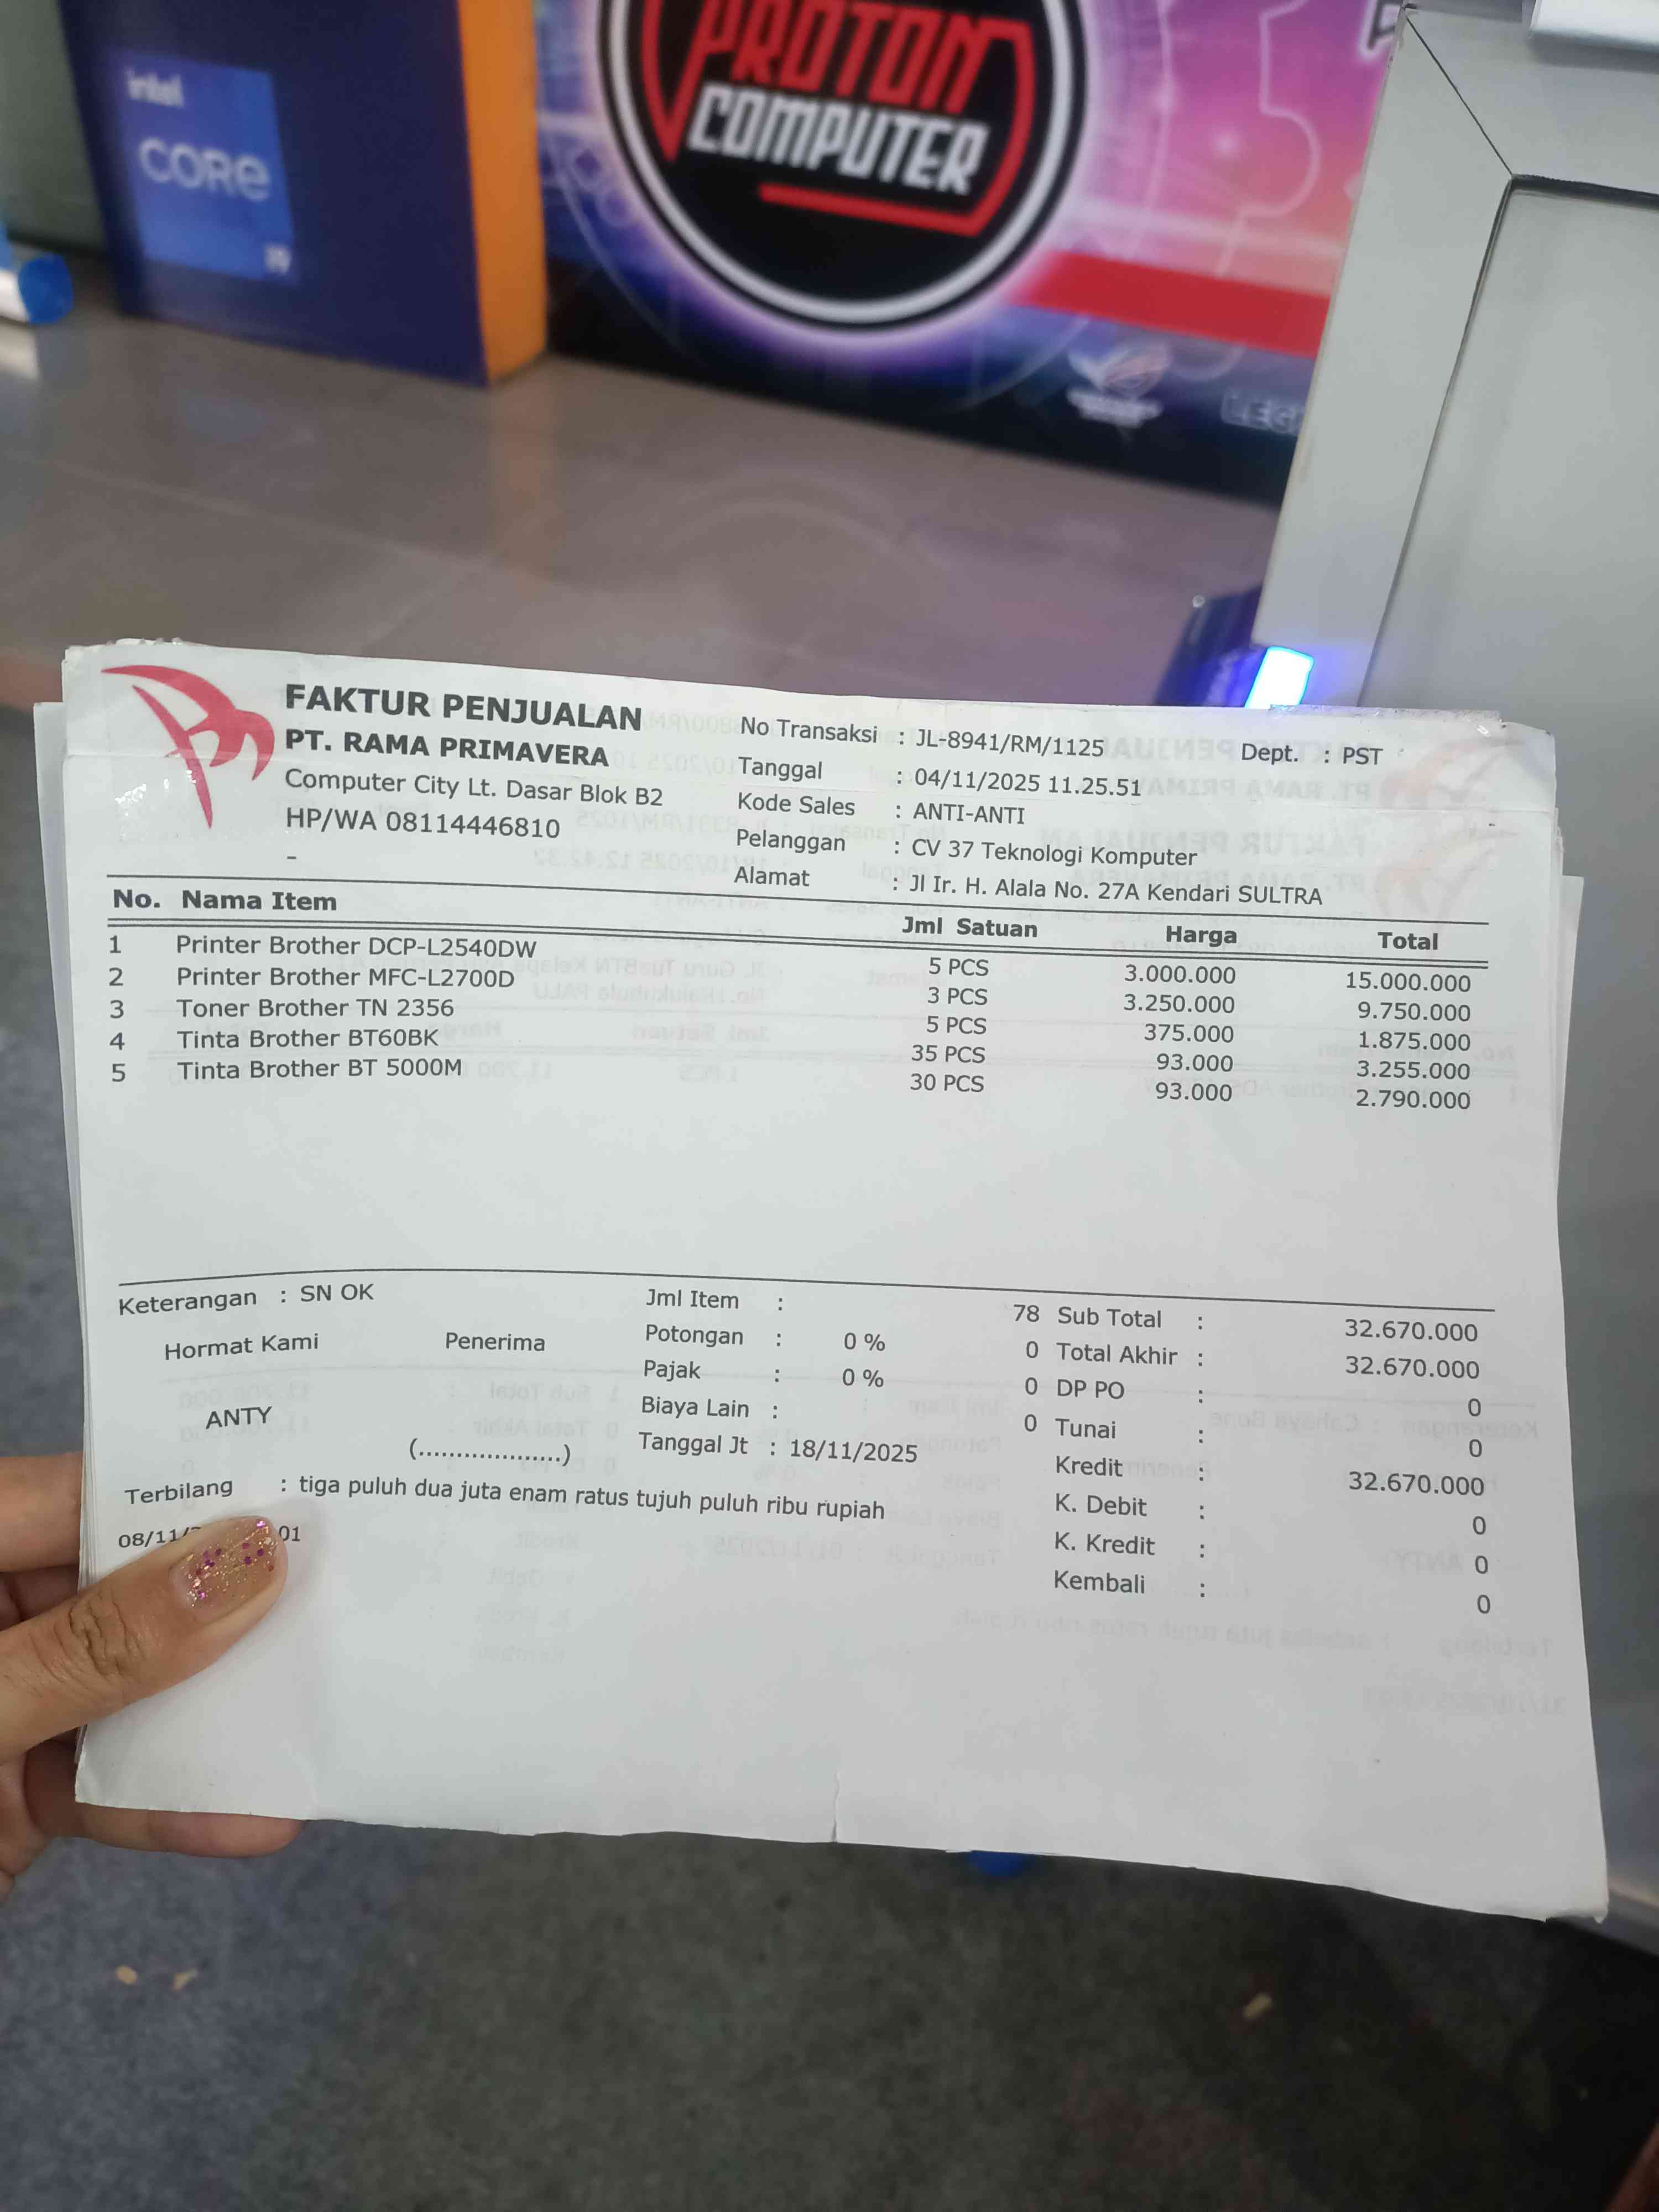 intel
CORE
i9
PROTON
COMPUTER
FAKTUR PENJUALAN
PT. RAMA PRIMAVERA
Computer City Lt. Dasar Blok B2
HP/WA 08114446810
-
No Transaksi : JL-8941/RM/1125 Dept. : PST
Tanggal : 04/11/2025 11.25.51
Kode Sales : ANTI-ANTI
Pelanggan : CV 37 Teknologi Komputer
Alamat : Jl Ir. H. Alala No. 27A Kendari SULTRA
No. Nama Item Jml Satuan Harga Total
1 Printer Brother DCP-L2540DW 5 PCS 3.000.000 15.000.000
2 Printer Brother MFC-L2700D 3 PCS 3.250.000 9.750.000
3 Toner Brother TN 2356 5 PCS 375.000 1.875.000
4 Tinta Brother BT60BK 35 PCS 93.000 3.255.000
5 Tinta Brother BT 5000M 30 PCS 93.000 2.790.000
Keterangan : SN OK
Hormat Kami Penerima
ANTY
(...................)
Jml Item : 78
Potongan : 0 % 0
Pajak : 0 % 0
Biaya Lain : 0
Tanggal Jt : 18/11/2025
Sub Total : 32.670.000
Total Akhir : 32.670.000
DP PO : 0
Tunai : 0
Kredit : 32.670.000
K. Debit : 0
K. Kredit : 0
Kembali : 0
Terbilang : tiga puluh dua juta enam ratus tujuh puluh ribu rupiah
08/11/ 01